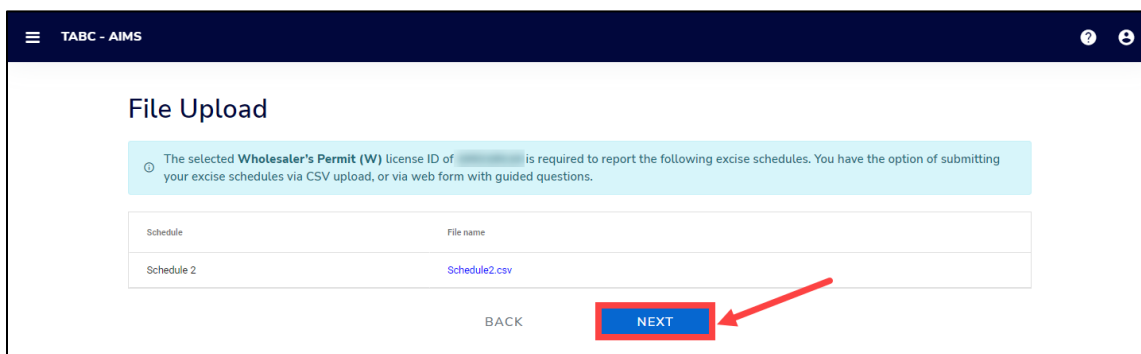 TABC - AIMS
File Upload
The selected Wholesaler's Permit (W) license ID of is required to report the following excise schedules. You have the option of submitting
your excise schedules via CSV upload, or via web form with guided questions.
Schedule File name
Schedule 2 Schedule2.csv
BACK NEXT